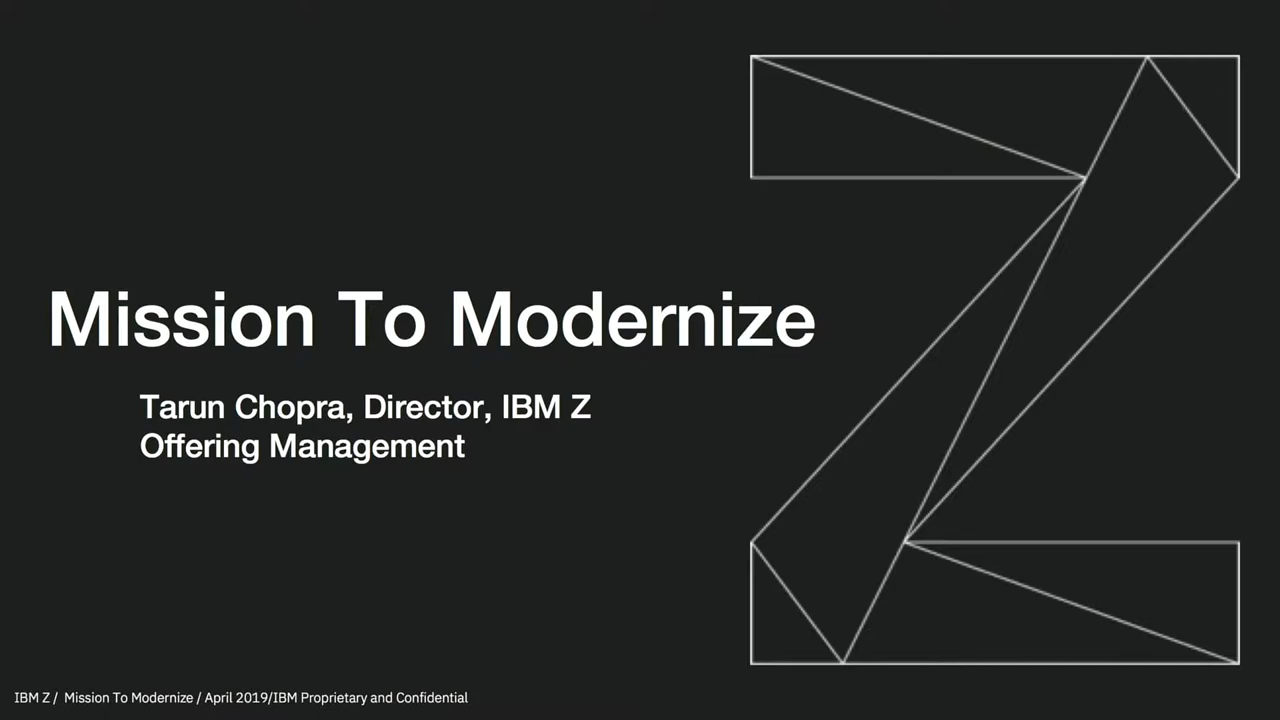 Mission To Modernize
Tarun Chopra, Director, IBM Z
Offering Management
IBM Z /  Mission To Modernize / April 2019/IBM Proprietary and Confidential